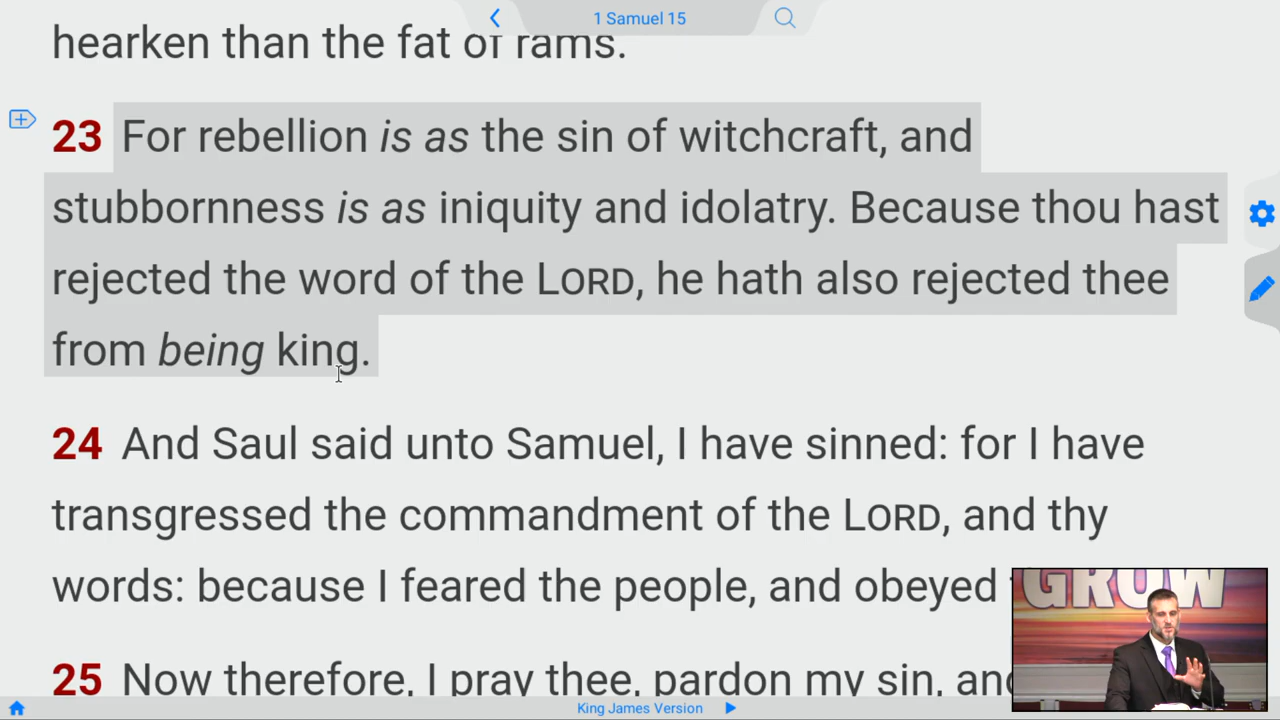 1 Samuel 15
hearken than the fat of rams.
23 For rebellion is as the sin of witchcraft, and
stubbornness is as iniquity and idolatry. Because thou hast
rejected the word of the LORD, he hath also rejected thee
from being king.
24 And Saul said unto Samuel, I have sinned: for I have
transgressed the commandment of the LORD, and thy
words: because I feared the people, and obeyed
25 Now therefore, I pray thee, pardon my sin, and
GROW
King James Version